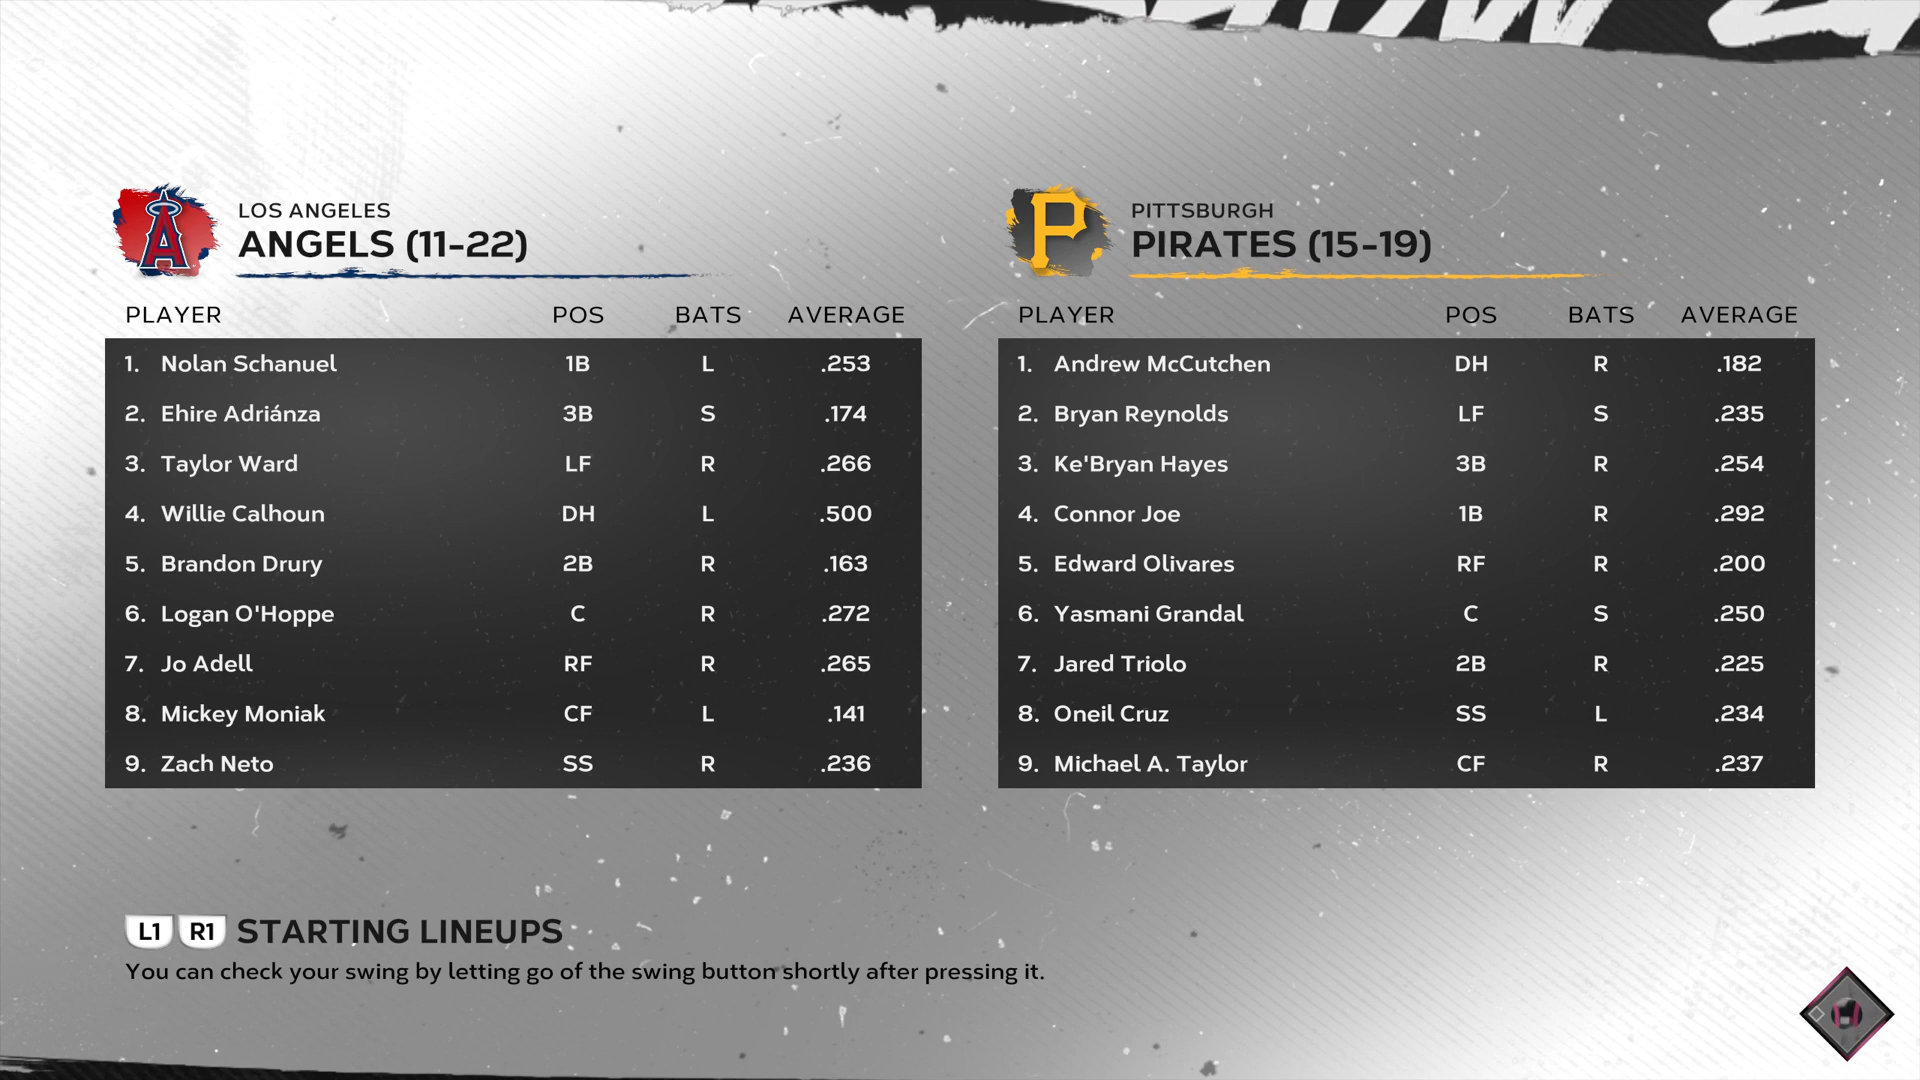 LOS ANGELES
ANGELS (11-22)
PLAYER POS BATS AVERAGE
1. Nolan Schanuel 1B L .253
2. Ehire Adriánza 3B S .174
3. Taylor Ward LF R .266
4. Willie Calhoun DH L .500
5. Brandon Drury 2B R .163
6. Logan O'Hoppe C R .272
7. Jo Adell RF R .265
8. Mickey Moniak CF L .141
9. Zach Neto SS R .236
PITTSBURGH
PIRATES (15-19)
PLAYER POS BATS AVERAGE
1. Andrew McCutchen DH R .182
2. Bryan Reynolds LF S .235
3. Ke'Bryan Hayes 3B R .254
4. Connor Joe 1B R .292
5. Edward Olivares RF R .200
6. Yasmani Grandal C S .250
7. Jared Triolo 2B R .225
8. Oneil Cruz SS L .234
9. Michael A. Taylor CF R .237
L1 R1 STARTING LINEUPS
You can check your swing by letting go of the swing button shortly after pressing it.